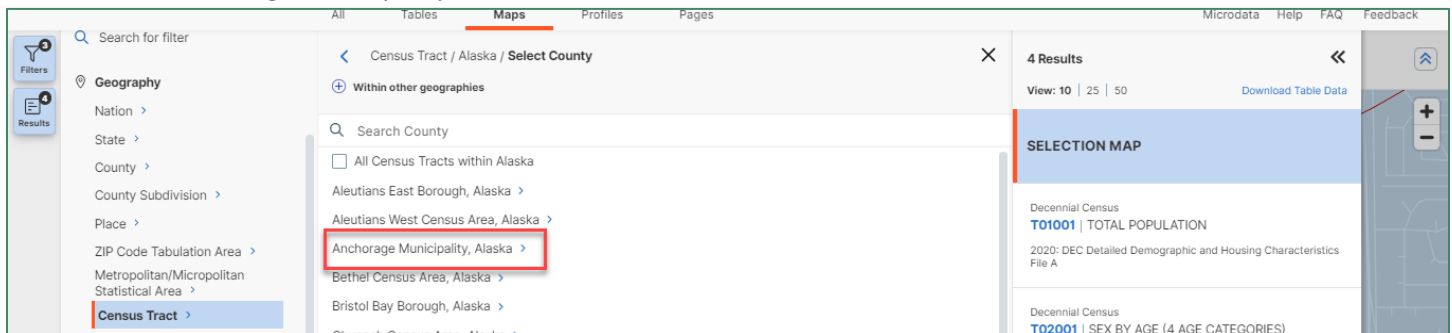 All Tables Maps Profiles Pages Microdata Help FAQ Feedback
3
Filters
4
Results
Search for filter
Geography
Nation >
State >
County >
County Subdivision >
Place >
ZIP Code Tabulation Area >
Metropolitan/Micropolitan
Statistical Area >
Census Tract >
< Census Tract / Alaska / Select County
Within other geographies
Search County
All Census Tracts within Alaska
Aleutians East Borough, Alaska >
Aleutians West Census Area, Alaska >
Anchorage Municipality, Alaska >
Bethel Census Area, Alaska >
Bristol Bay Borough, Alaska >
4 Results
View: 10 | 25 | 50 Download Table Data
SELECTION MAP
Decennial Census
T01001 | TOTAL POPULATION
2020: DEC Detailed Demographic and Housing Characteristics
File A
Decennial Census
T02001 | SEX BY AGE (4 AGE CATEGORIES)